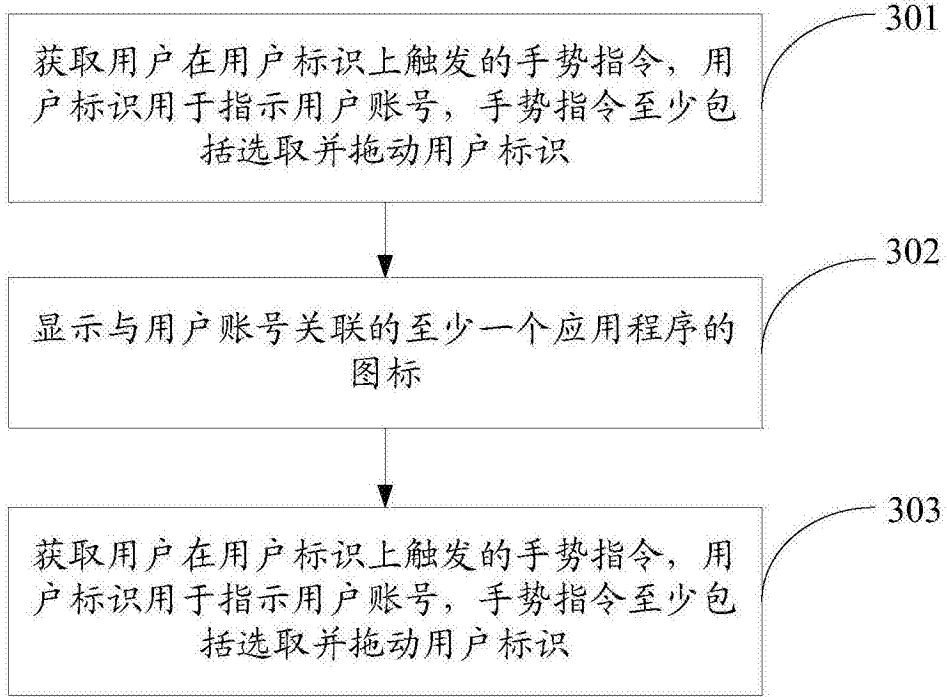 301
获取用户在用户标识上触发的手势指令，用
户标识用于指示用户账号，手势指令至少包
括选取并拖动用户标识
302
显示与用户账号关联的至少一个应用程序的
图标
303
获取用户在用户标识上触发的手势指令，用
户标识用于指示用户账号，手势指令至少包
括选取并拖动用户标识